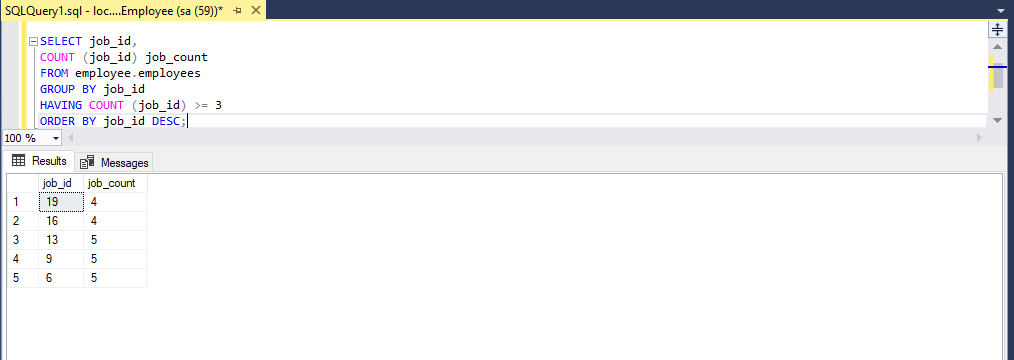 SQLQuery1.sql - loc....Employee (sa (59))*
SELECT job_id,
COUNT (job_id) job_count
FROM employee.employees
GROUP BY job_id
HAVING COUNT (job_id) >= 3
ORDER BY job_id DESC;
100 %
Results Messages
job_id job_count
1 19 4
2 16 4
3 13 5
4 9 5
5 6 5